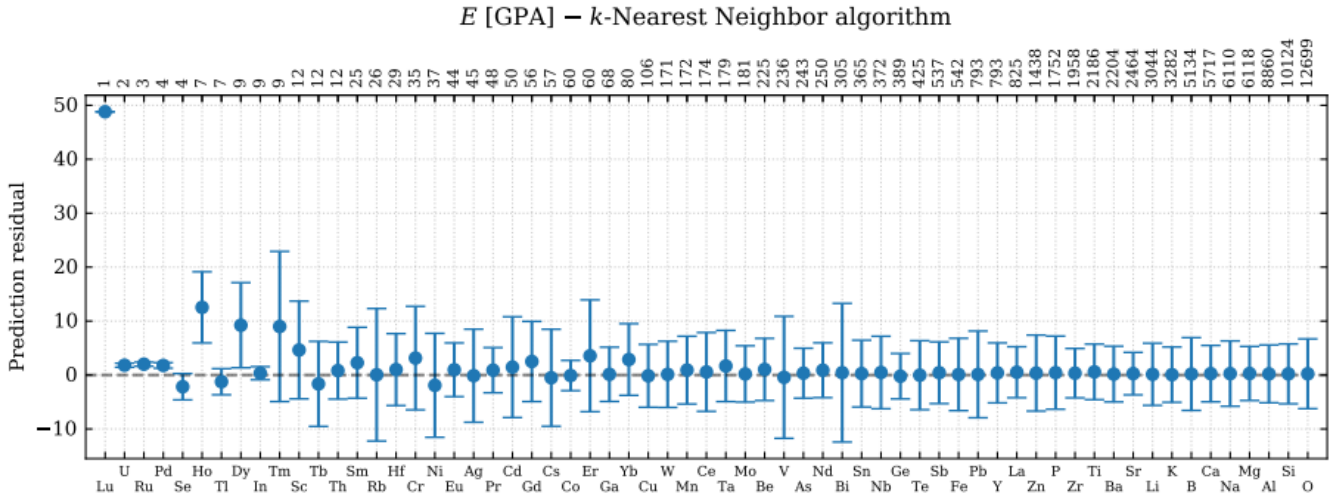 E [GPA] − k-Nearest Neighbor algorithm
1 2 3 4 4 7 7 9 9 9 12 12 12 25 26 29 35 37 44 45 48 50 56 57 60 60 68 80 106 171 172 174 179 181 225 236 243 250 305 365 372 389 425 537 542 793 793 825 1438 1752 1958 2186 2204 2464 3044 3282 5134 5717 6110 6118 8860 10124 12699
Prediction residual
50
40
30
20
10
0
−10
U Pd Ho Dy Tm Tb Sm Hf Ni Ag Cd Cs Er Yb W Ce Mo V Nd Sn Ge Sb Pb La P Ti Sr K Ca Mg Si
Lu Ru Se Tl In Sc Th Rb Cr Eu Pr Gd Co Ga Cu Mn Ta Be As Bi Nb Te Fe Y Zn Zr Ba Li B Na Al O